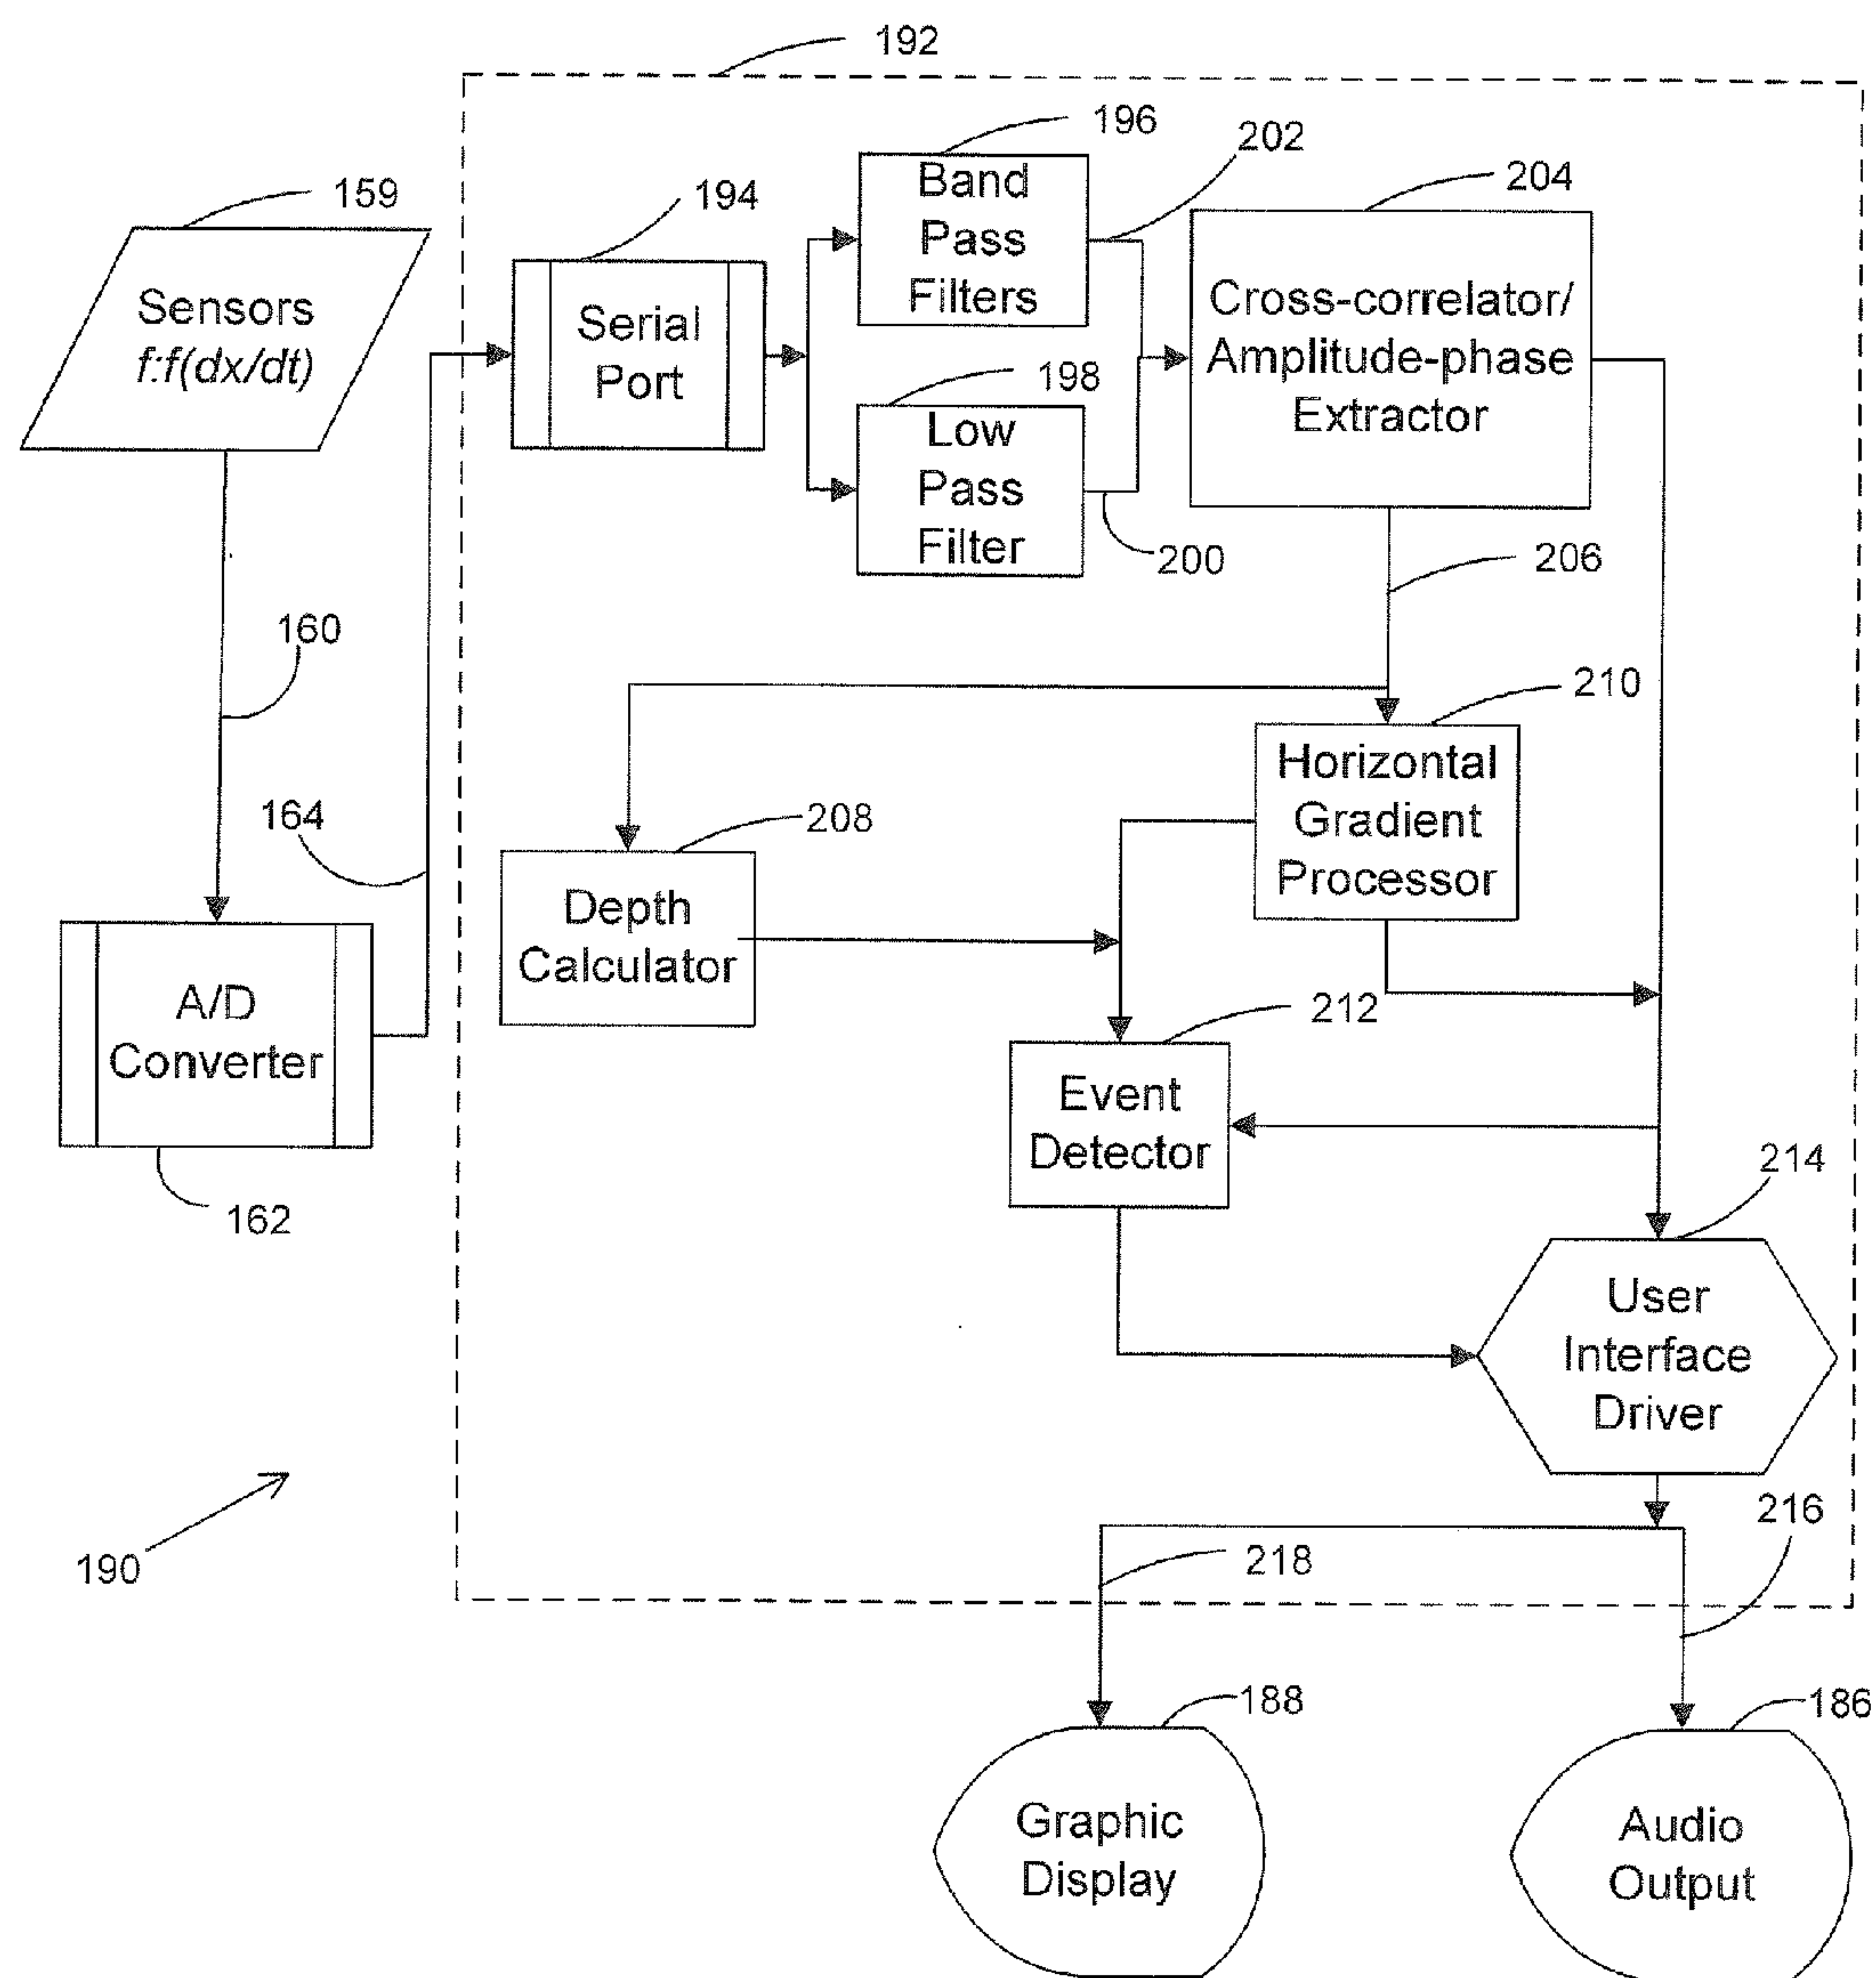 192
196
202
204
159
194
Band
Pass
Filters
Sensors
f:f(dx/dt)
Serial
Port
Cross-correlator/
Amplitude-phase
Extractor
198
Low
Pass
Filter
200
206
160
210
Horizontal
Gradient
Processor
164
208
Depth
Calculator
A/D
Converter
212
Event
Detector
162
214
User
Interface
Driver
190
216
218
188
186
Graphic
Display
Audio
Output